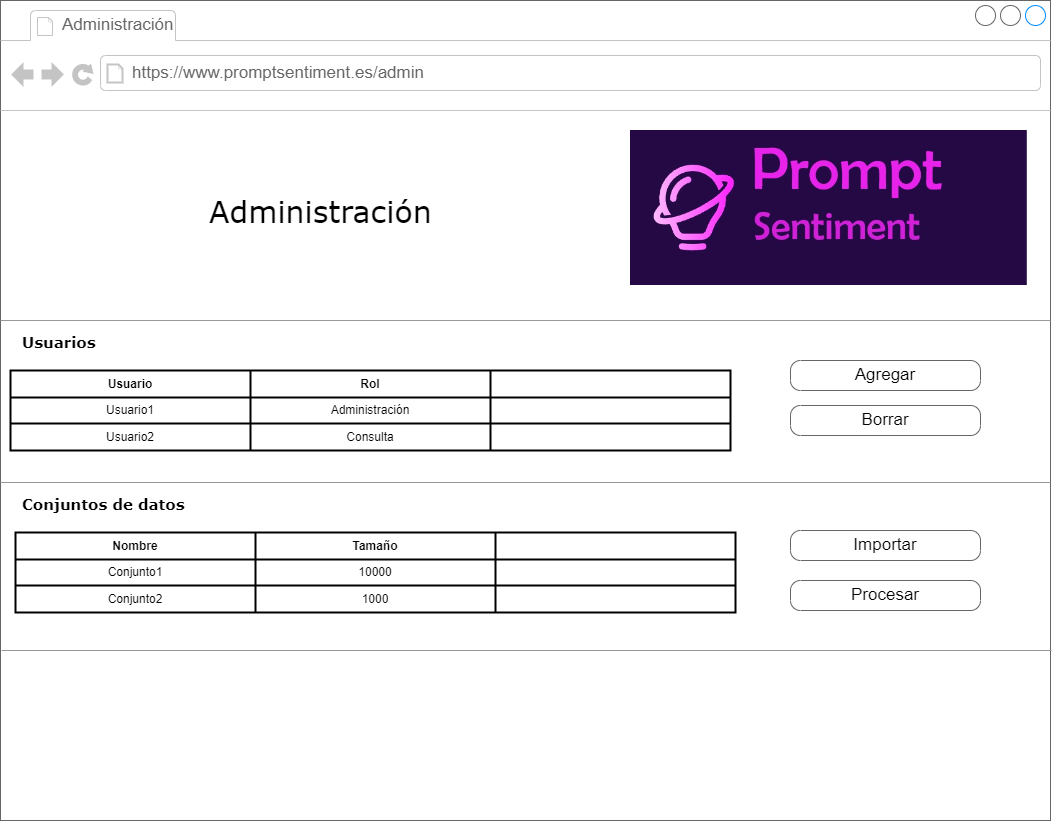 Administración
https://www.promptsentiment.es/admin
Administración
Prompt
Sentiment
Usuarios
Usuario Rol
Usuario1 Administración
Usuario2 Consulta
Agregar
Borrar
Conjuntos de datos
Nombre Tamaño
Conjunto1 10000
Conjunto2 1000
Importar
Procesar